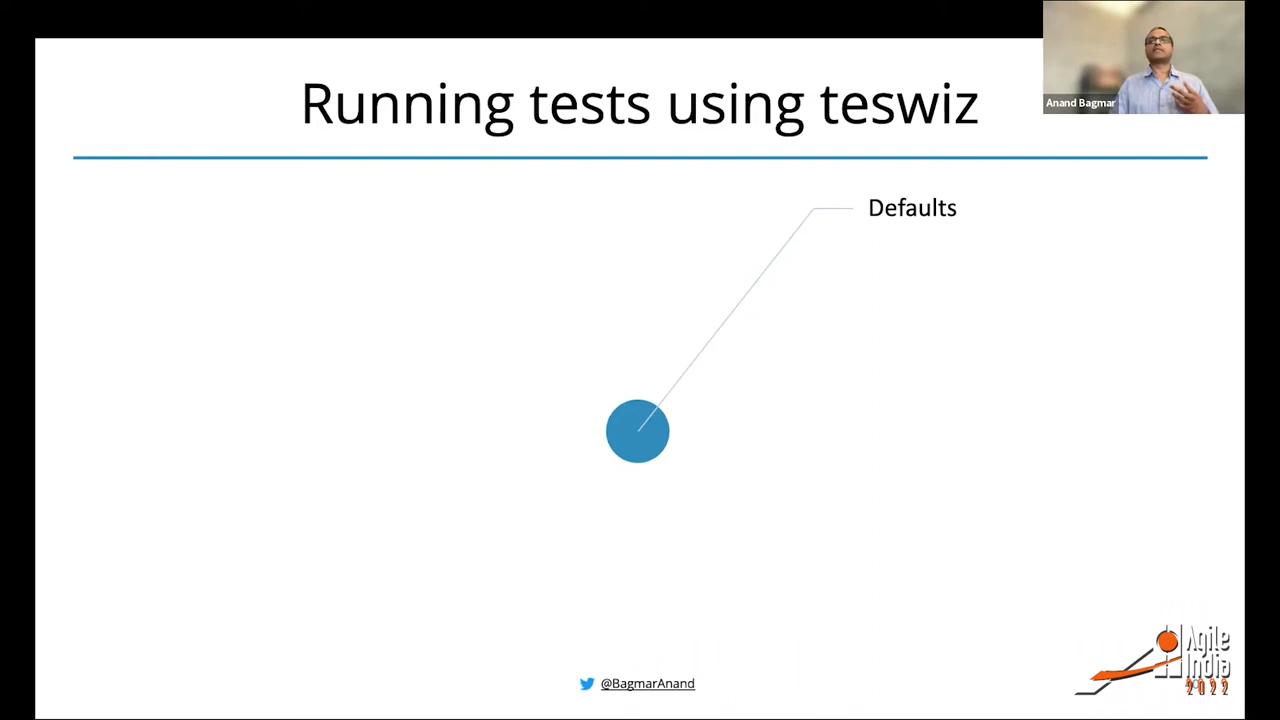 Running tests using teswiz
Anand Bagmar
Defaults
@BagmarAnand
Agile
India
2022